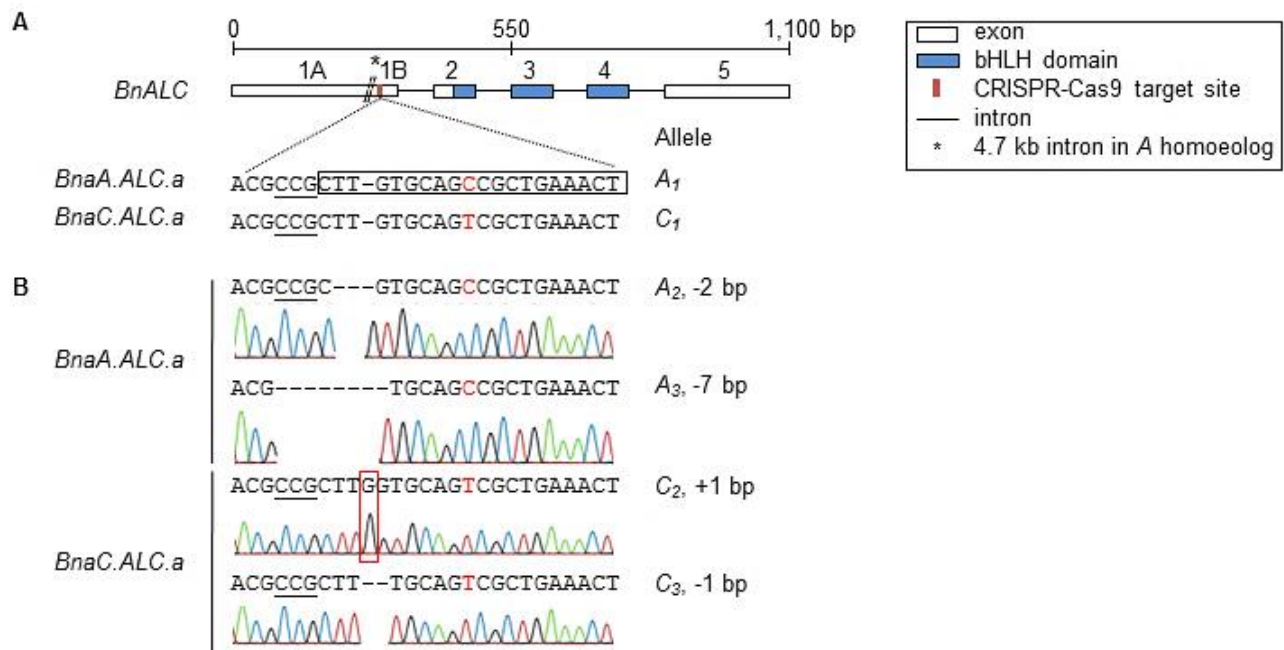 A
0 550 1,100 bp
* 
1A 1B 2 3 4 5
BnALC
exon
bHLH domain
CRISPR-Cas9 target site
intron
* 4.7 kb intron in A homoeolog
Allele
BnaA.ALC.a ACGCCGCTT-GTGCAGCCGCTGAAACT A1
BnaC.ALC.a ACGCCGCTT-GTGCAGTCGCTGAAACT C1
B
ACGCCGC---GTGCAGCCGCTGAAACT A2, -2 bp
BnaA.ALC.a
ACG--------TGCAGCCGCTGAAACT A3, -7 bp
ACGCCGCTTGGTGCAGTCGCTGAAACT C2, +1 bp
BnaC.ALC.a
ACGCCGCTT--TGCAGTCGCTGAAACT C3, -1 bp